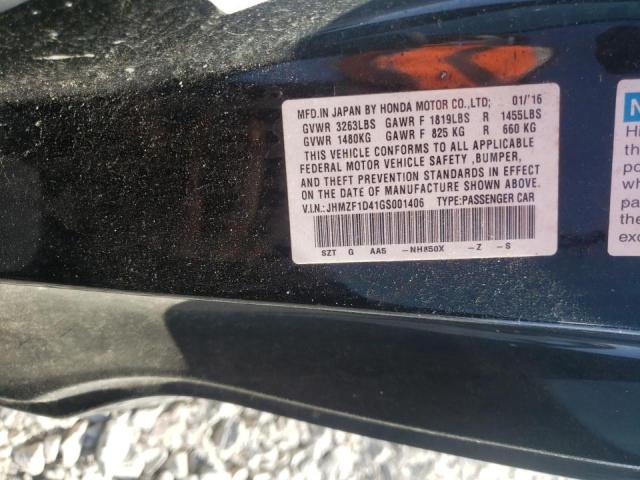 MFD.IN JAPAN BY HONDA MOTOR CO.,LTD; 01/'16
GVWR 3263LBS GAWR F 1819LBS R 1455LBS
GVWR 1480KG GAWR F 825 KG R 660 KG
THIS VEHICLE CONFORMS TO ALL APPLICABLE
FEDERAL MOTOR VEHICLE SAFETY ,BUMPER,
AND THEFT PREVENTION STANDARDS IN EFFECT
ON THE DATE OF MANUFACTURE SHOWN ABOVE.
V.I.N.: JHMZF1D41GS001406 TYPE:PASSENGER CAR
SZT G AA5 -NH850X -Z -S